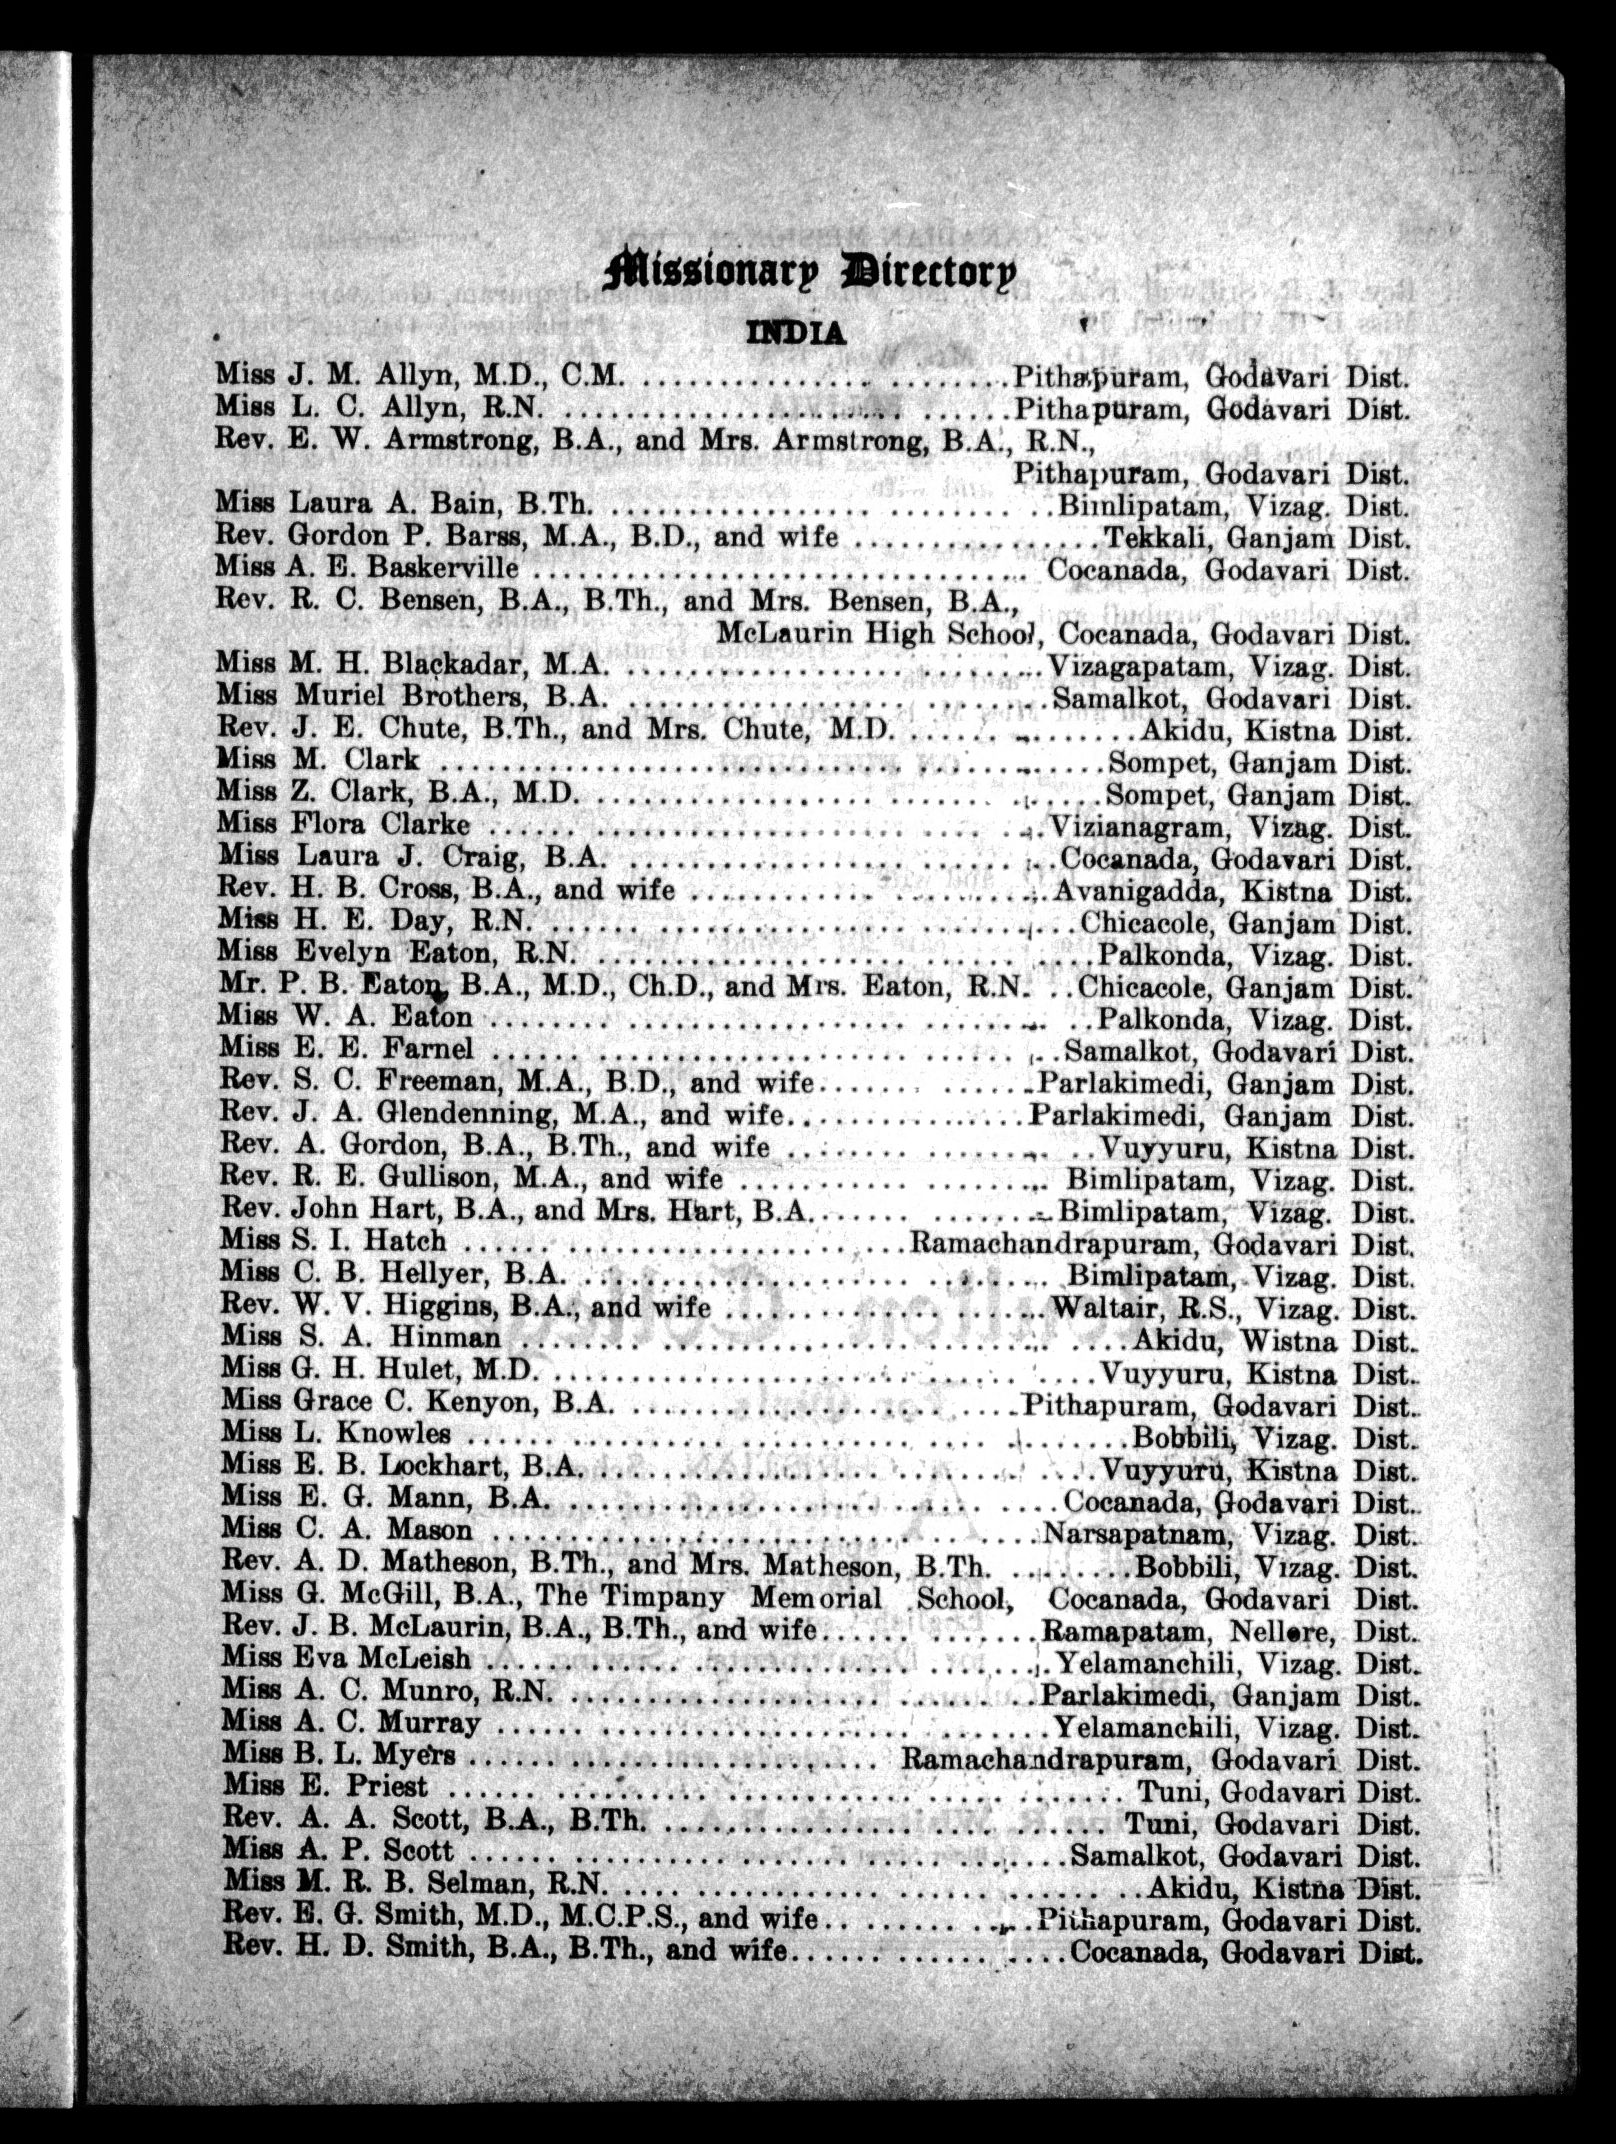 Missionary Directory
INDIA
Miss J. M. Allyn, M.D., C.M. ........................Pithapuram, Godavari Dist.
Miss L. C. Allyn, R.N. ............................Pithapuram, Godavari Dist.
Rev. E. W. Armstrong, B.A., and Mrs. Armstrong, B.A., R.N.,
Pithapuram, Godavari Dist.
Miss Laura A. Bain, B.Th. ............................Bimlipatam, Vizag. Dist.
Rev. Gordon P. Barss, M.A., B.D., and wife ................Tekkali, Ganjam Dist.
Miss A. E. Baskerville ................................ Cocanada, Godavari Dist.
Rev. R. C. Bensen, B.A., B.Th., and Mrs. Bensen, B.A.,
McLaurin High School, Cocanada, Godavari Dist.
Miss M. H. Blackadar, M.A. ...........................Vizagapatam, Vizag. Dist.
Miss Muriel Brothers, B.A. ...........................Samalkot, Godavari Dist.
Rev. J. E. Chute, B.Th., and Mrs. Chute, M.D. ...............Akidu, Kistna Dist.
Miss M. Clark ...........................................Sompet, Ganjam Dist.
Miss Z. Clark, B.A., M.D. .................................Sompet, Ganjam Dist.
Miss Flora Clarke ....................................Vizianagram, Vizag. Dist.
Miss Laura J. Craig, B.A. ............................Cocanada, Godavari Dist.
Rev. H. B. Cross, B.A., and wife .......................Avanigadda, Kistna Dist.
Miss H. E. Day, R.N. ..................................Chicacole, Ganjam Dist.
Miss Evelyn Eaton, R.N. ................................Palkonda, Vizag. Dist.
Mr. P. B. Eaton, B.A., M.D., Ch.D., and Mrs. Eaton, R.N. ..Chicacole, Ganjam Dist.
Miss W. A. Eaton .......................................Palkonda, Vizag. Dist.
Miss E. E. Farnel .....................................Samalkot, Godavari Dist.
Rev. S. C. Freeman, M.A., B.D., and wife..............Parlakimedi, Ganjam Dist.
Rev. J. A. Glendenning, M.A., and wife................Parlakimedi, Ganjam Dist.
Rev. A. Gordon, B.A., B.Th., and wife ...................Vuyyuru, Kistna Dist.
Rev. R. E. Gullison, M.A., and wife .................... Bimlipatam, Vizag. Dist.
Rev. John Hart, B.A., and Mrs. Hart, B.A................Bimlipatam, Vizag. Dist.
Miss S. I. Hatch ............................Ramachandrapuram, Godavari Dist.
Miss C. B. Hellyer, B.A. .............................. Bimlipatam, Vizag. Dist.
Rev. W. V. Higgins, B.A., and wife .....................Waltair, R.S., Vizag. Dist.
Miss S. A. Hinman ......................................Akidu, Wistna Dist.
Miss G. H. Hulet, M.D. ..................................Vuyyuru, Kistna Dist.
Miss Grace C. Kenyon, B.A. .........................Pithapuram, Godavari Dist.
Miss L. Knowles ..........................................Bobbili, Vizag. Dist.
Miss E. B. Lockhart, B.A. ................................Vuyyuru, Kistna Dist.
Miss E. G. Mann, B.A. ................................Cocanada, Godavari Dist.
Miss C. A. Mason ....................................Narsapatnam, Vizag. Dist.
Rev. A. D. Matheson, B.Th., and Mrs. Matheson, B.Th. ........Bobbili, Vizag. Dist.
Miss G. McGill, B.A., The Timpany Memorial School, Cocanada, Godavari Dist.
Rev. J. B. McLaurin, B.A., B.Th., and wife.............Ramapatam, Nellore, Dist.
Miss Eva McLeish ....................................Yelamanchili, Vizag. Dist.
Miss A. C. Munro, R.N. ..............................Parlakimedi, Ganjam Dist.
Miss A. C. Murray ...................................Yelamanchili, Vizag. Dist.
Miss B. L. Myers .......................... Ramachandrapuram, Godavari Dist.
Miss E. Priest ........................................... Tuni, Godavari Dist.
Rev. A. A. Scott, B.A., B.Th. ............................ Tuni, Godavari Dist.
Miss A. P. Scott ......................................Samalkot, Godavari Dist.
Miss M. R. B. Selman, R.N. .................................Akidu, Kistna Dist.
Rev. E. G. Smith, M.D., M.C.P.S., and wife..............Pithapuram, Godavari Dist.
Rev. H. D. Smith, B.A., B.Th., and wife..................Cocanada, Godavari Dist.